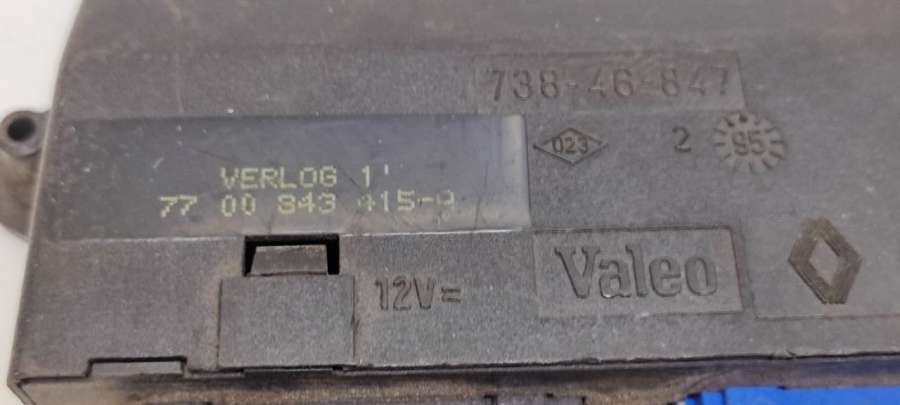 738-46-847
023
2
95
VERLOG 1
77 00 843 415-
12V=
Valeo